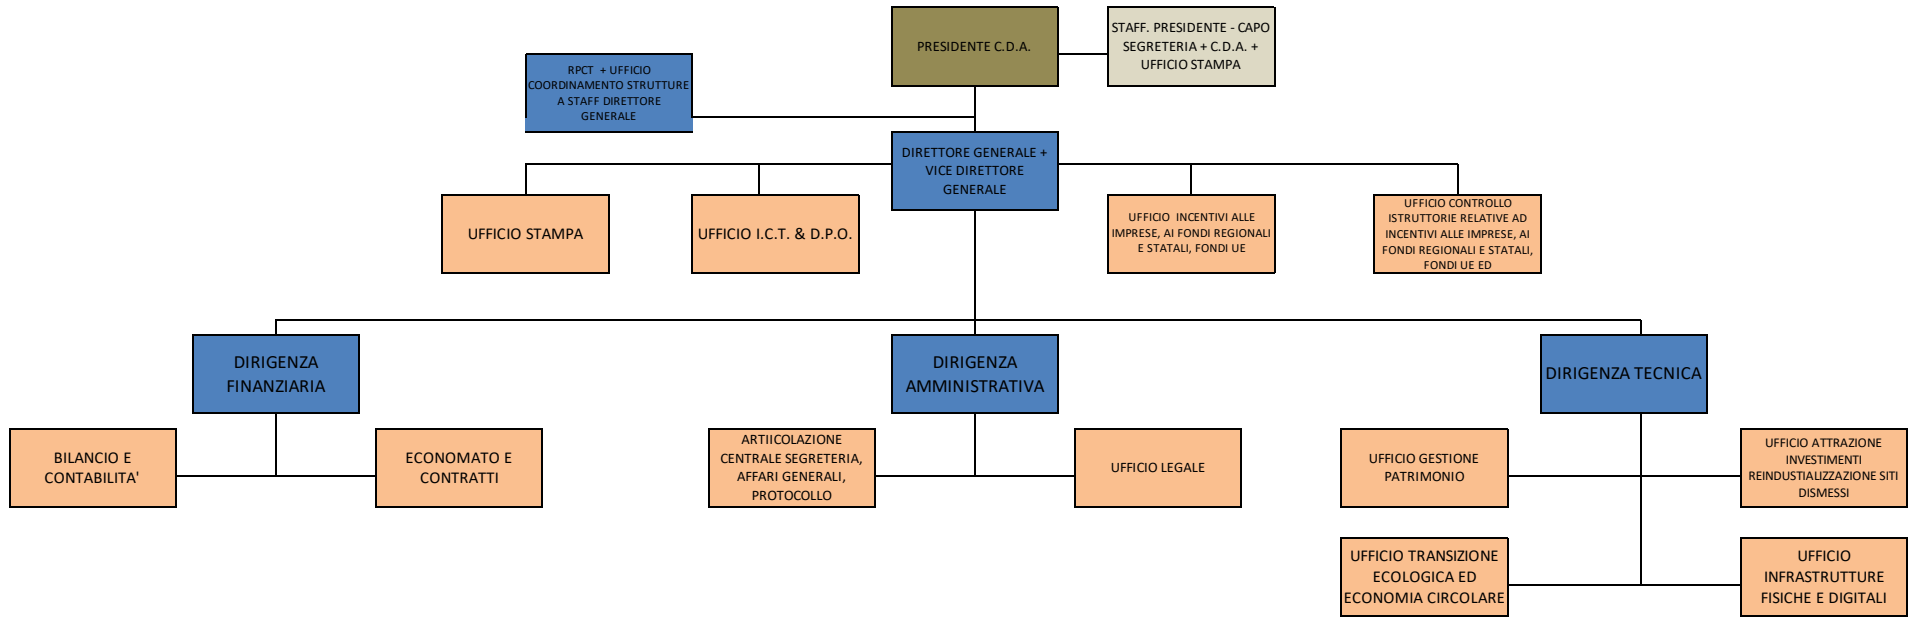 PRESIDENTE C.D.A.
STAFF. PRESIDENTE - CAPO
SEGRETERIA + C.D.A. +
UFFICIO STAMPA
RPCT + UFFICIO
COORDINAMENTO STRUTTURE
A STAFF DIRETTORE
GENERALE
DIRETTORE GENERALE +
VICE DIRETTORE
GENERALE
UFFICIO STAMPA
UFFICIO I.C.T. & D.P.O.
UFFICIO INCENTIVI ALLE
IMPRESE, AI FONDI REGIONALI
E STATALI, FONDI UE
UFFICIO CONTROLLO
ISTRUTTORIE RELATIVE AD
INCENTIVI ALLE IMPRESE, AI
FONDI REGIONALI E STATALI,
FONDI UE ED
DIRIGENZA
FINANZIARIA
DIRIGENZA
AMMINISTRATIVA
DIRIGENZA TECNICA
BILANCIO E
CONTABILITA'
ECONOMATO E
CONTRATTI
ARTIICOLAZIONE
CENTRALE SEGRETERIA,
AFFARI GENERALI,
PROTOCOLLO
UFFICIO LEGALE
UFFICIO GESTIONE
PATRIMONIO
UFFICIO ATTRAZIONE
INVESTIMENTI
REINDUSTIALIZZAZIONE SITI
DISMESSI
UFFICIO TRANSIZIONE
ECOLOGICA ED
ECONOMIA CIRCOLARE
UFFICIO
INFRASTRUTTURE
FISICHE E DIGITALI